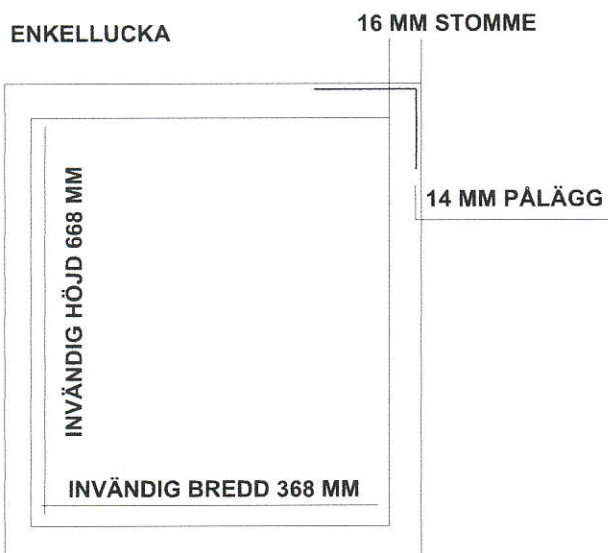 ENKELLUCKA
16 MM STOMME
14 MM PÅLÄGG
INVÄNDIG HÖJD 668 MM
INVÄNDIG BREDD 368 MM